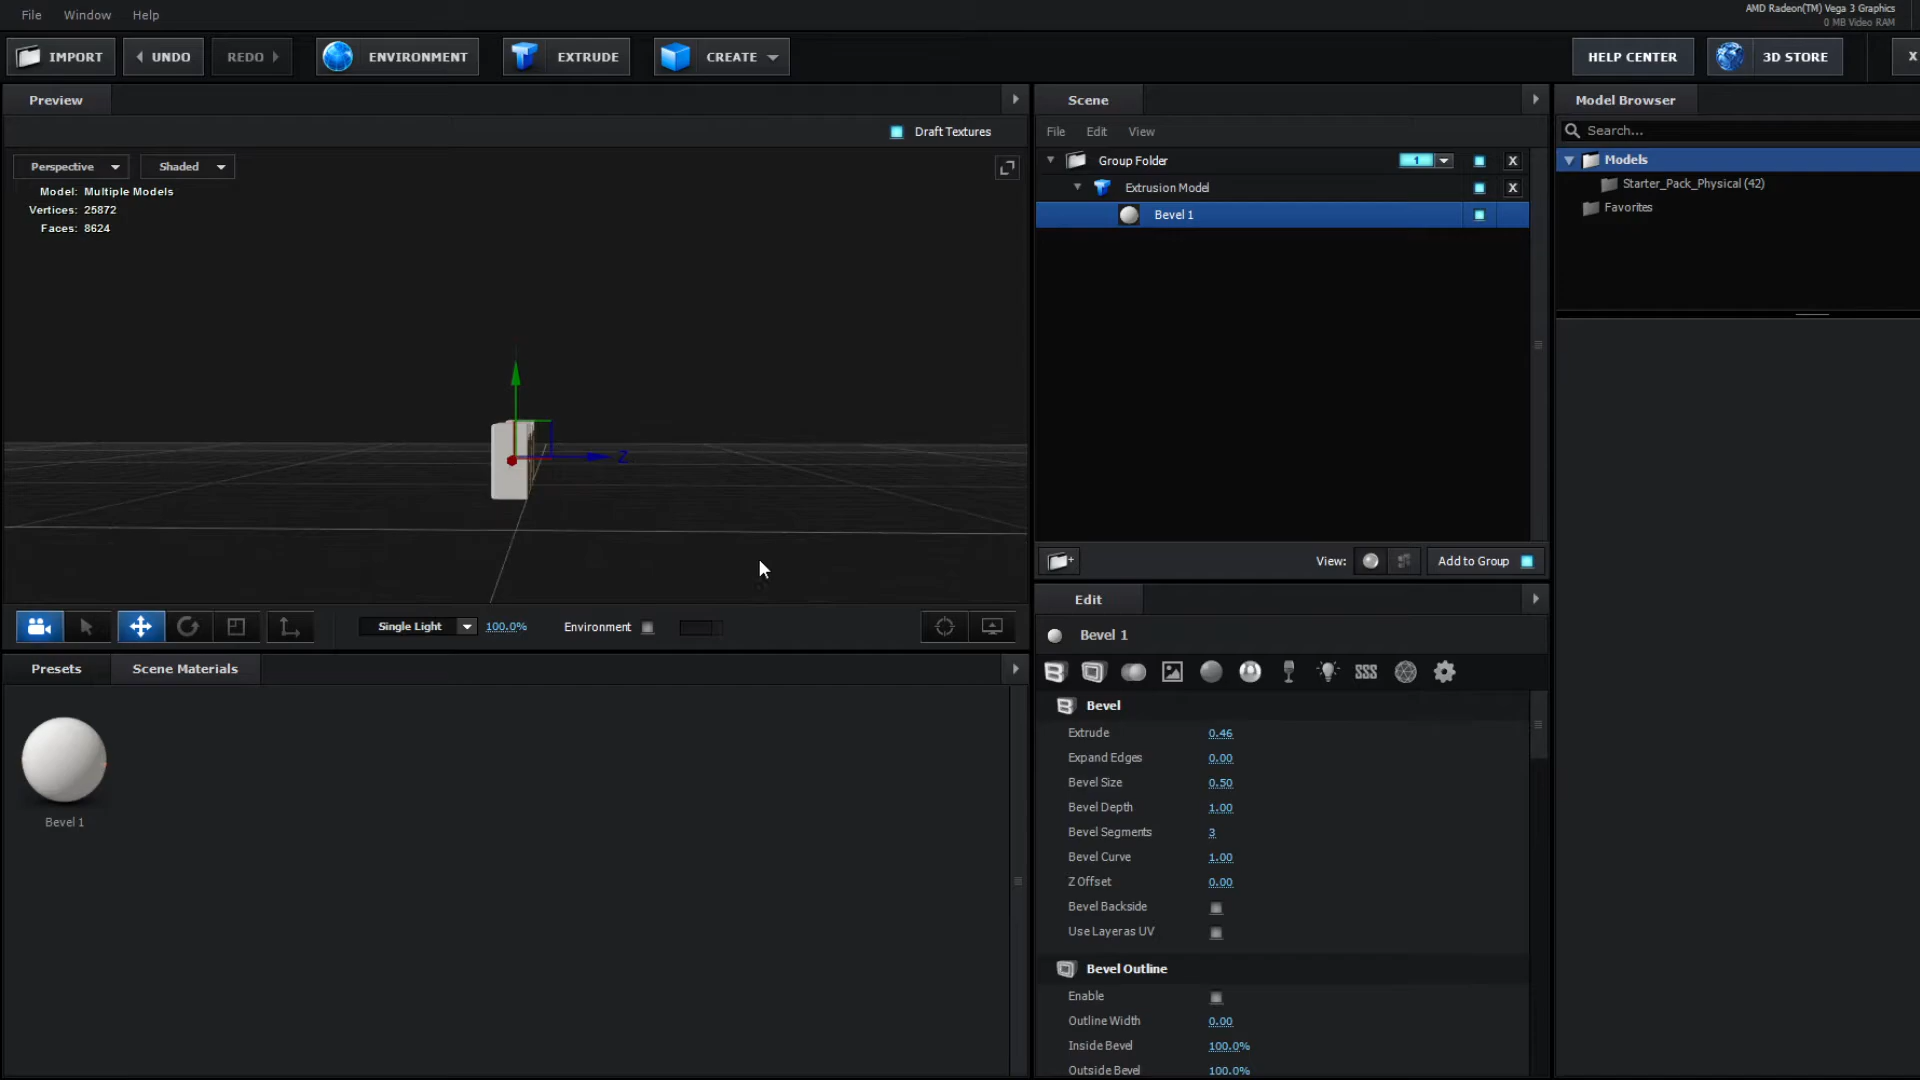 File Window Help
AMD Radeon(TM) Vega 3 Graphics
0 MB Video RAM
IMPORT UNDO REDO ENVIRONMENT EXTRUDE CREATE HELP CENTER 3D STORE X
Preview
Scene
Model Browser
Draft Textures
File Edit View
Search...
Perspective Shaded
Group Folder 1 X
Models
Model: Multiple Models
Extrusion Model X
Starter_Pack_Physical (42)
Vertices: 25872
Bevel 1
Favorites
Faces: 8624
Z
View: Add to Group
Edit
Single Light 100.0% Environment
Bevel 1
Presets Scene Materials
SSS
B Bevel
Extrude 0.46
Expand Edges 0.00
Bevel Size 0.50
Bevel Depth 1.00
Bevel 1
Bevel Segments 3
Bevel Curve 1.00
Z Offset 0.00
Bevel Backside
Use Layer as UV
Bevel Outline
Enable
Outline Width 0.00
Inside Bevel 100.0%
Outside Bevel 100.0%